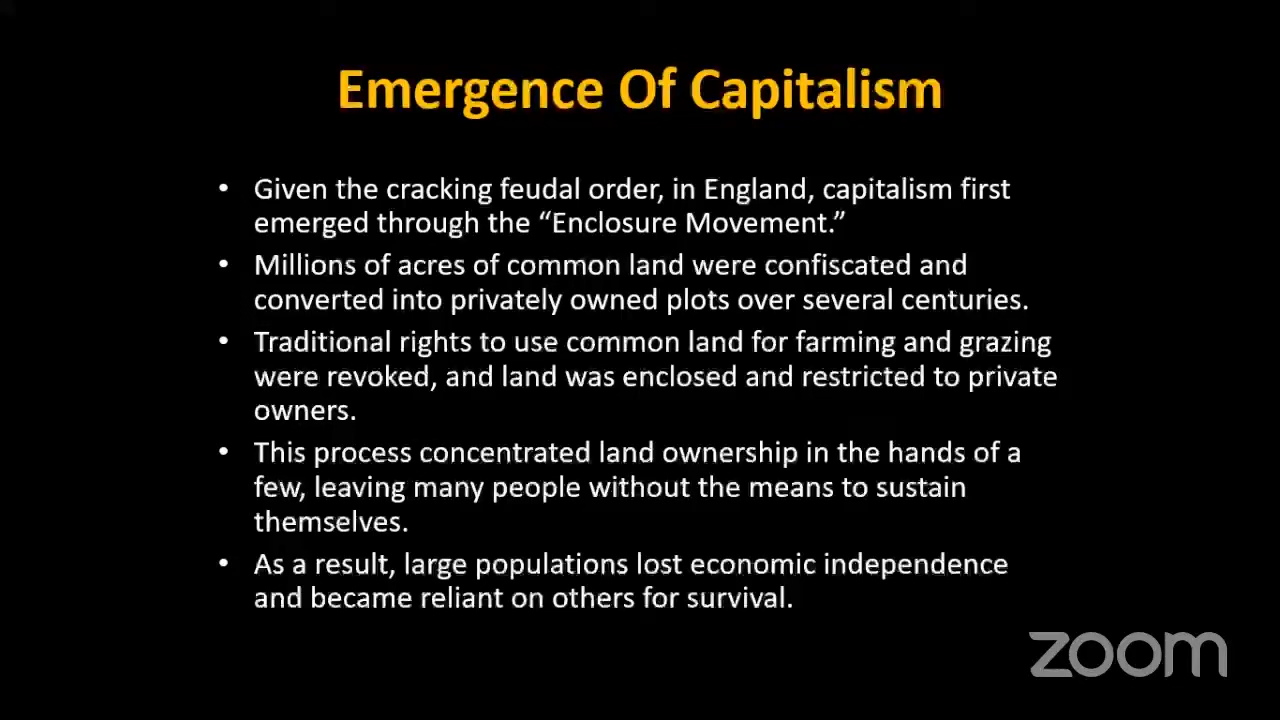 Emergence Of Capitalism
• Given the cracking feudal order, in England, capitalism first
emerged through the “Enclosure Movement.”
• Millions of acres of common land were confiscated and
converted into privately owned plots over several centuries.
• Traditional rights to use common land for farming and grazing
were revoked, and land was enclosed and restricted to private
owners.
• This process concentrated land ownership in the hands of a
few, leaving many people without the means to sustain
themselves.
• As a result, large populations lost economic independence
and became reliant on others for survival.
zoom